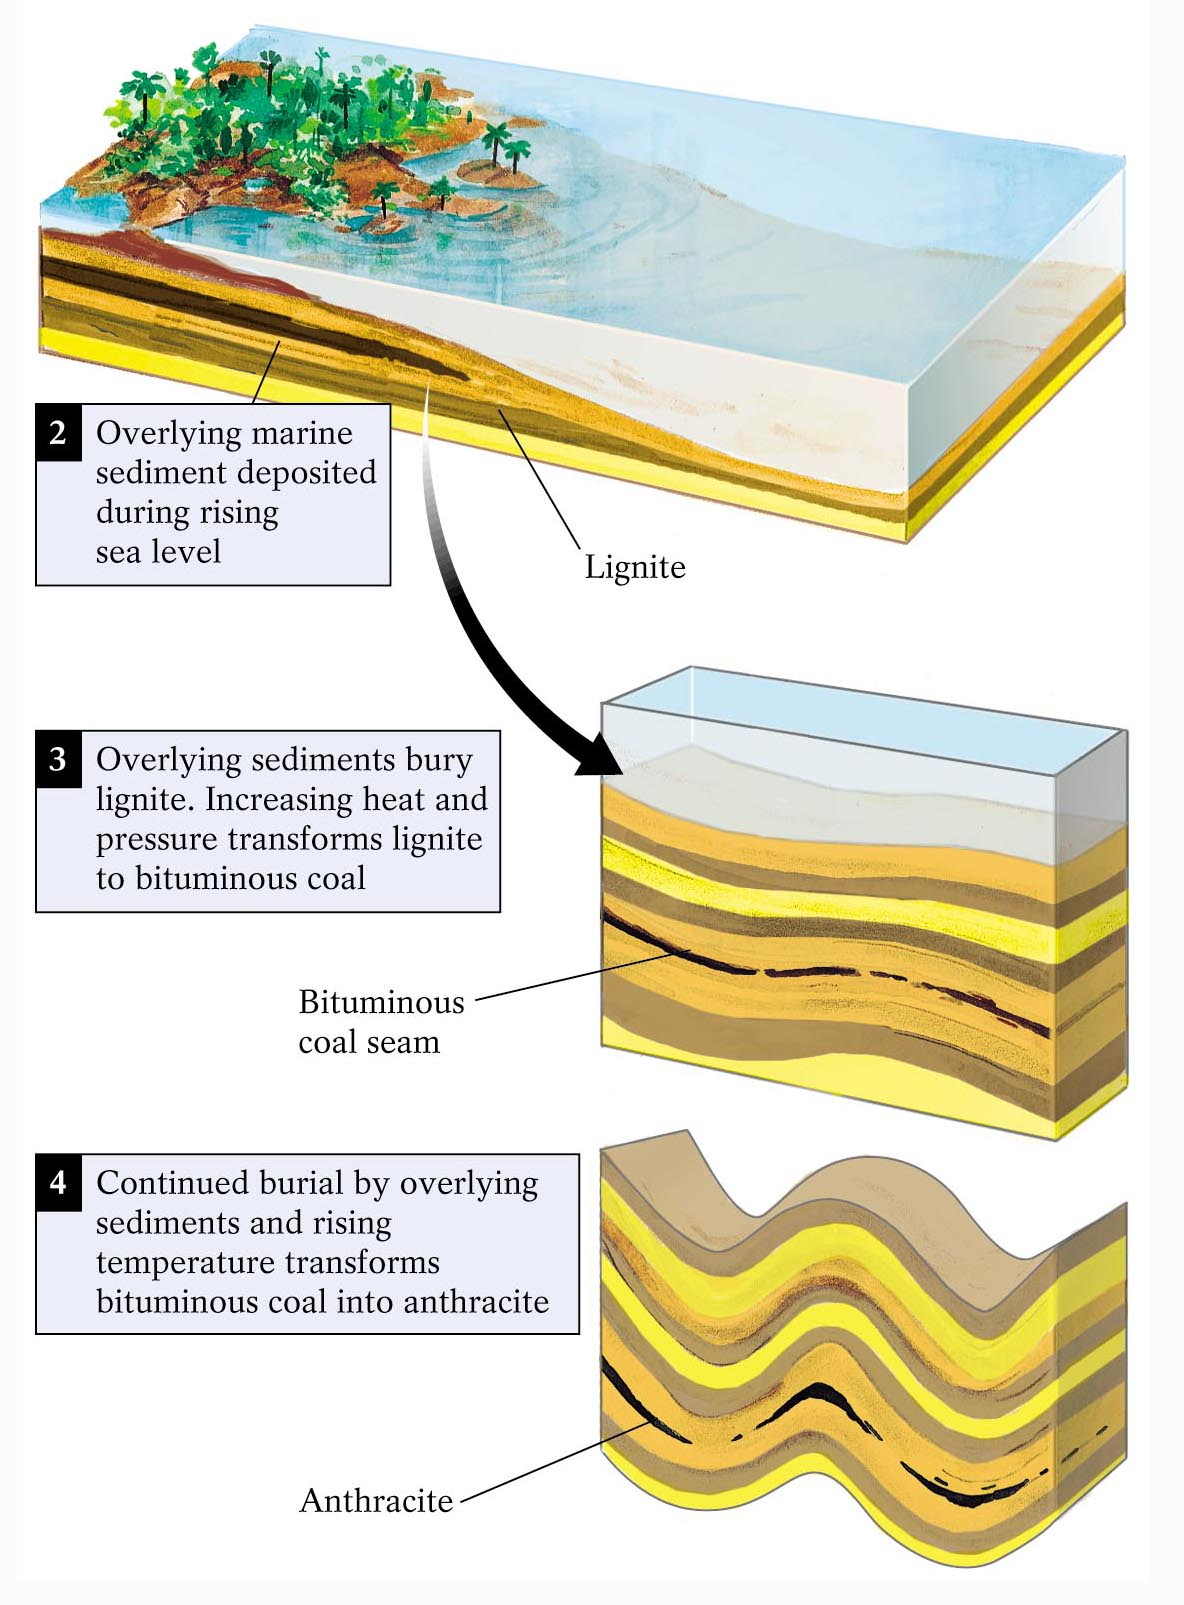 2 Overlying marine
sediment deposited
during rising
sea level
Lignite
3 Overlying sediments bury
lignite. Increasing heat and
pressure transforms lignite
to bituminous coal
Bituminous
coal seam
4 Continued burial by overlying
sediments and rising
temperature transforms
bituminous coal into anthracite
Anthracite